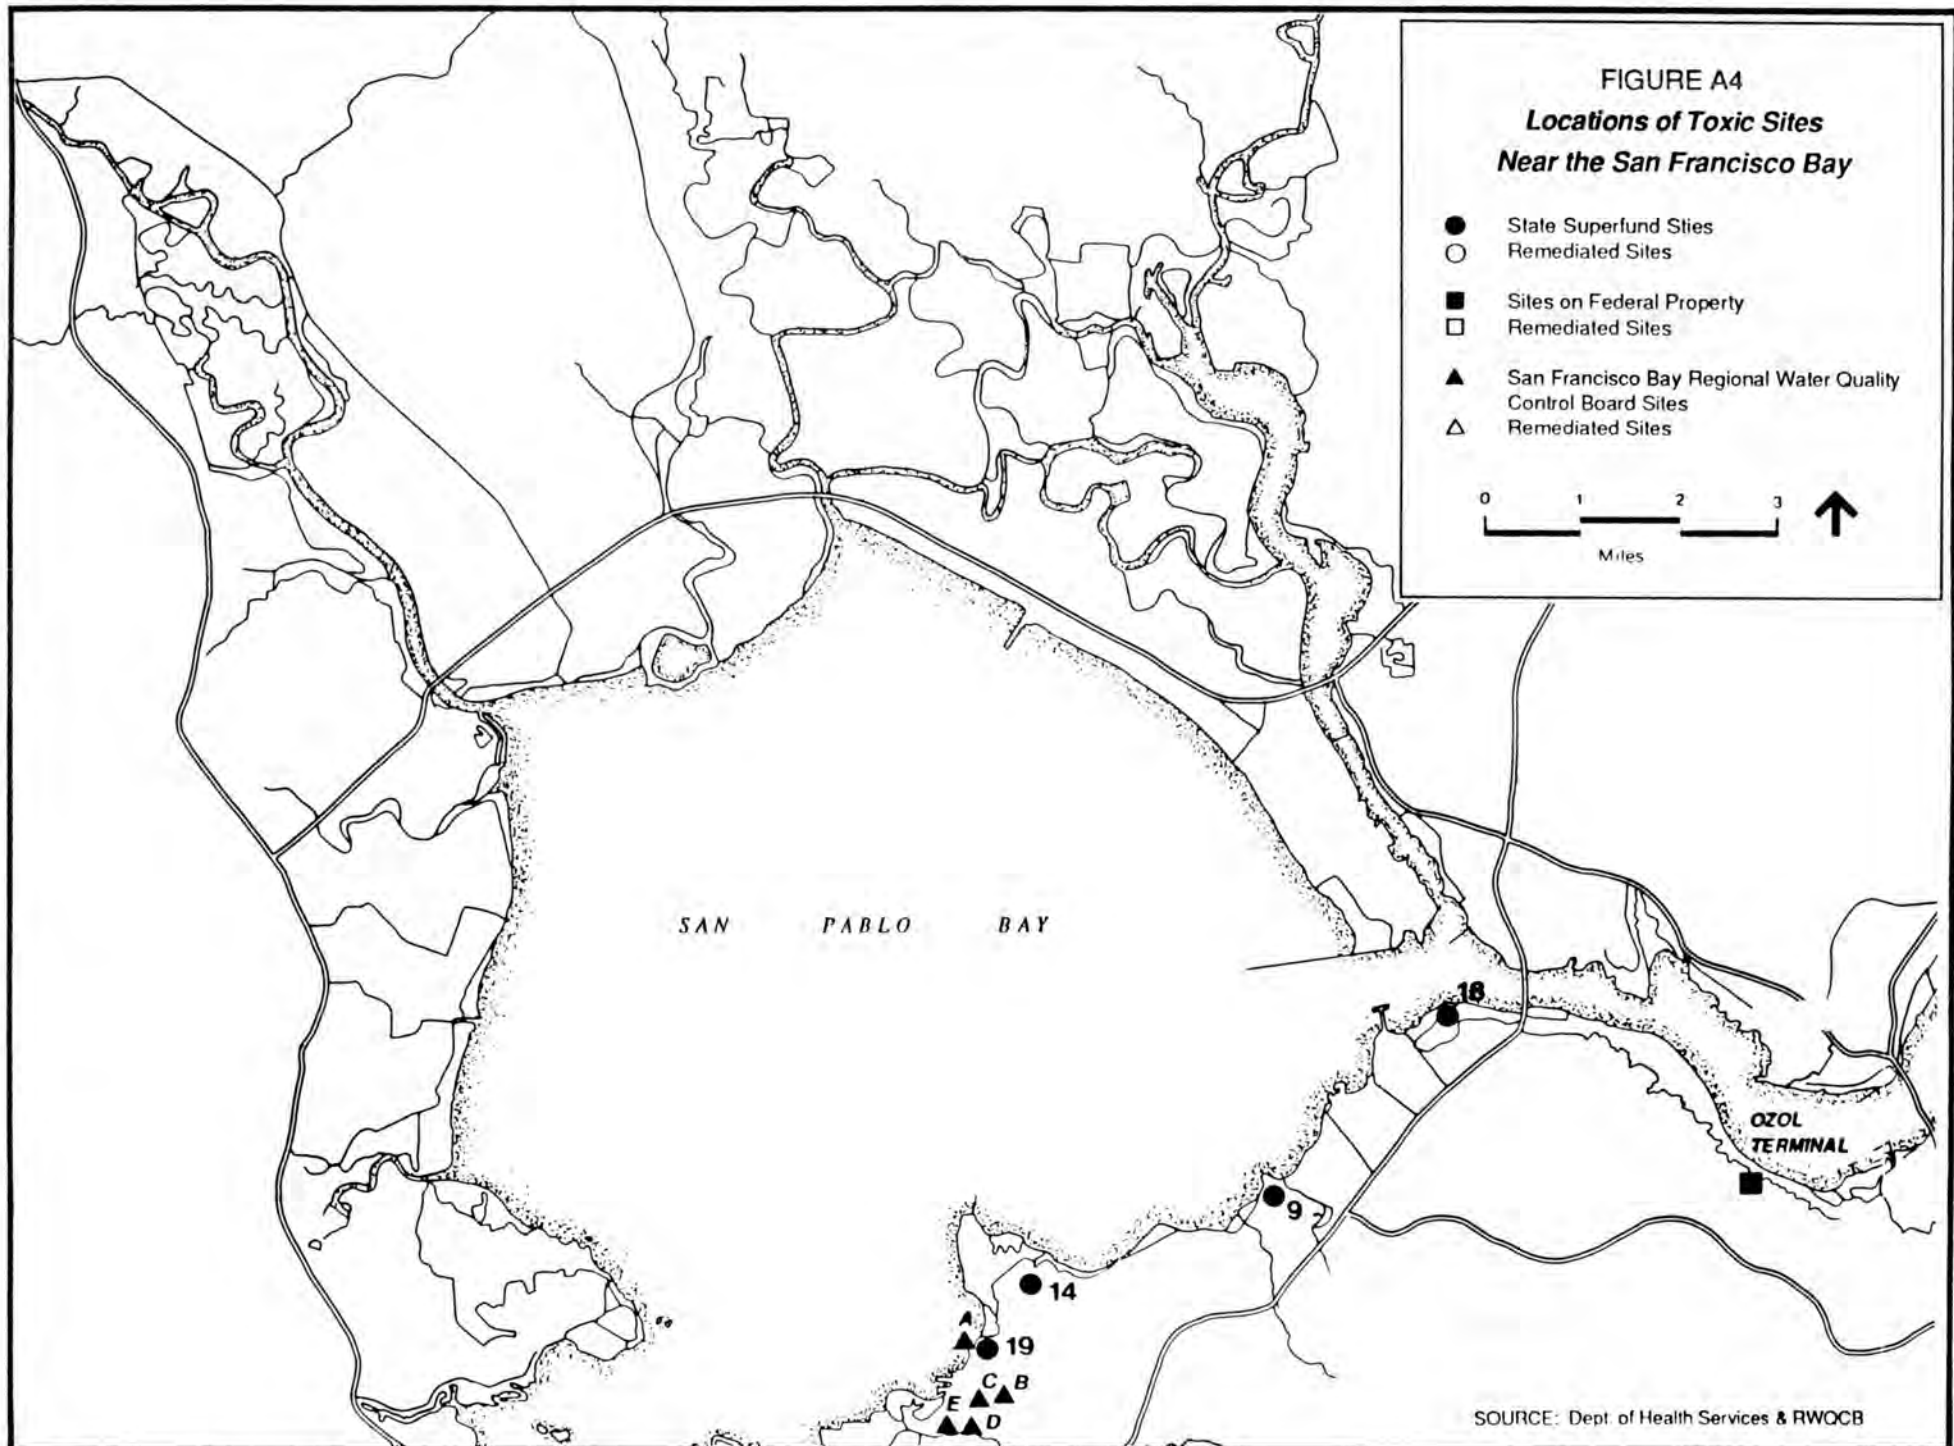 FIGURE A4
Locations of Toxic Sites
Near the San Francisco Bay
State Superfund Sties
Remediated Sites
Sites on Federal Property
Remediated Sites
San Francisco Bay Regional Water Quality
Control Board Sites
Remediated Sites
0 1 2 3
Miles
SAN PABLO BAY
18
OZOL
TERMINAL
9
14
A
19
C B
E D
SOURCE: Dept. of Health Services & RWQCB